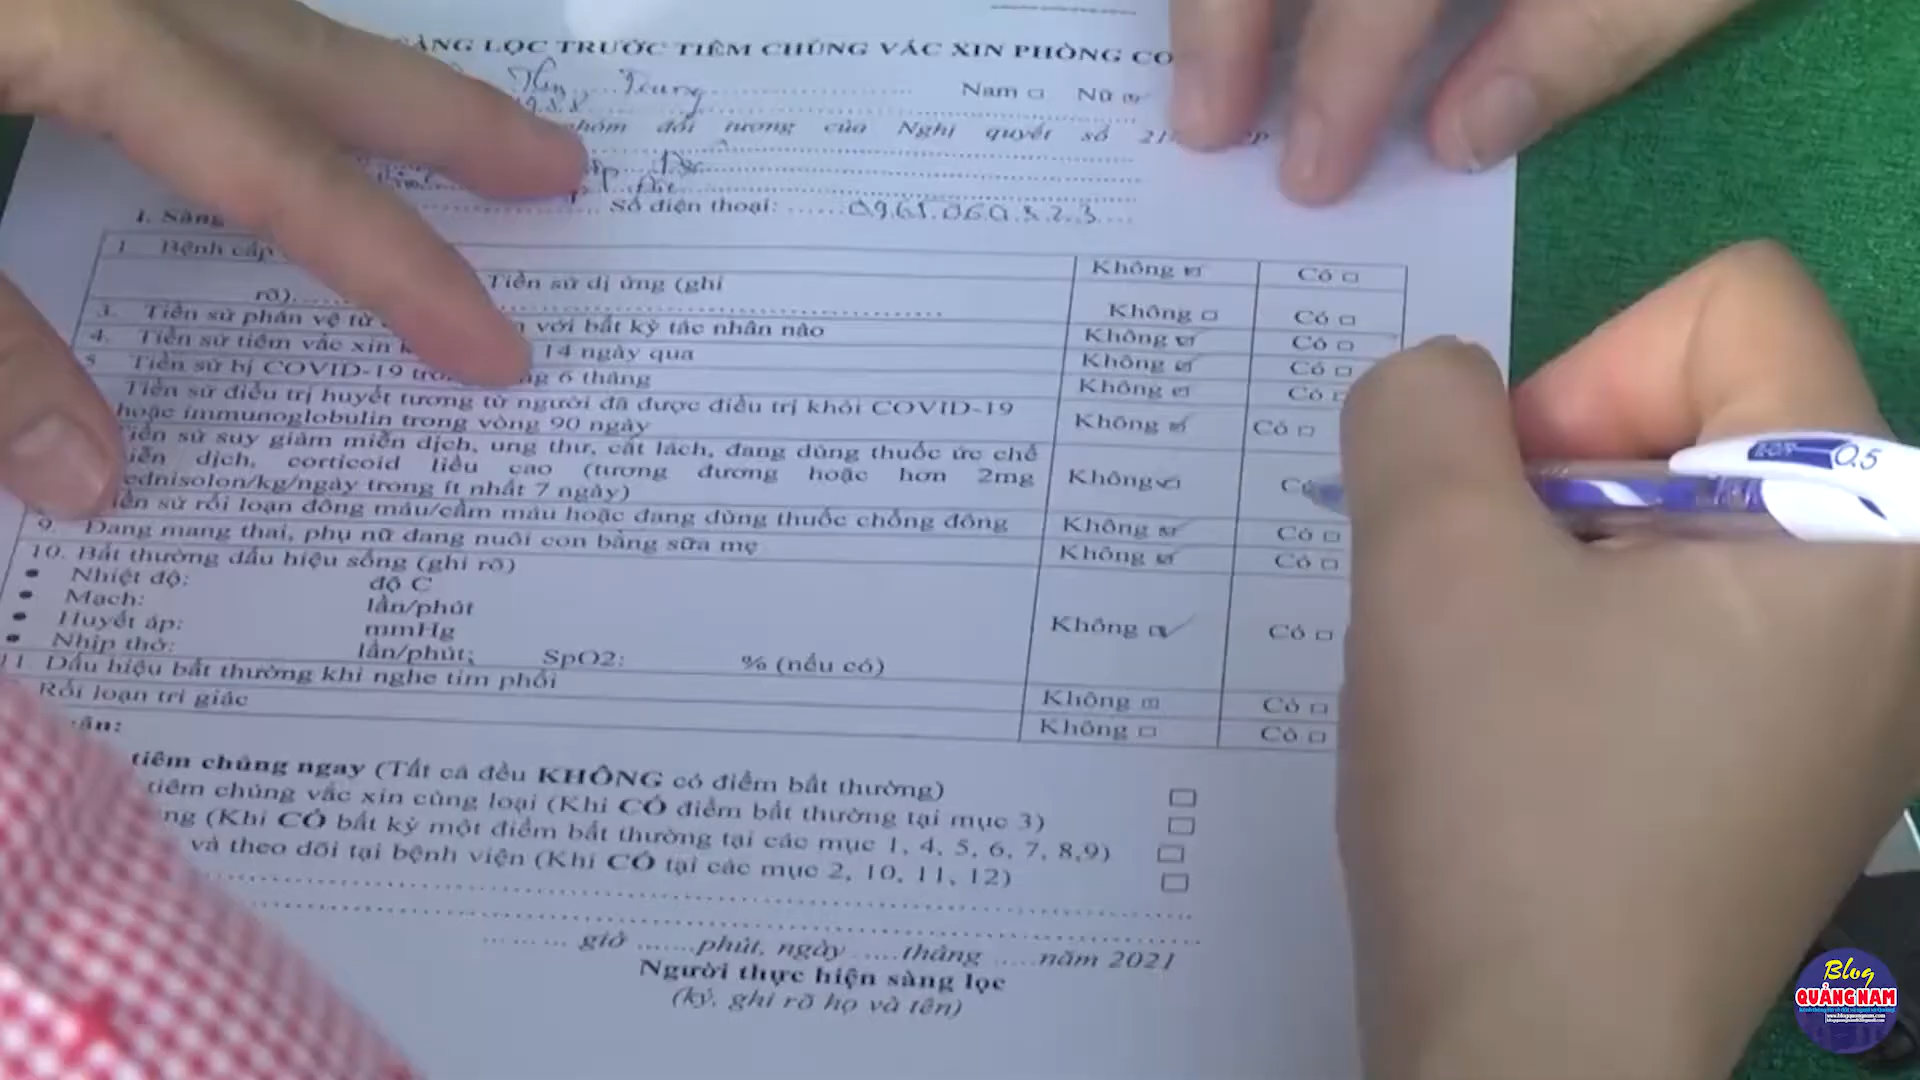 SÀNG LỌC TRƯỚC TIÊM CHỦNG VẮC XIN PHÒNG CO
Trung Nam □ Nữ
nhóm đối tượng của Nghị quyết số 21
Số điện thoại:
I. Sàng
1 Bệnh cấp Không Có □
Tiền sử dị ứng (ghi
rõ) Không □ Có □
3. Tiền sử phản vệ từ với bất kỳ tác nhân nào Không Có □
4. Tiền sử tiêm vắc xin 14 ngày qua Không Có □
5 Tiền sử bị COVID-19 6 tháng Không Có
Tiền sử điều trị huyết tương từ người đã được điều trị khỏi COVID-19
hoặc immunoglobulin trong vòng 90 ngày Không Có □
Tiền sử suy giảm miễn dịch, ung thư, cắt lách, đang dùng thuốc ức chế
miễn dịch, corticoid liều cao (tương đương hoặc hơn 2mg
prednisolon/kg/ngày trong ít nhất 7 ngày) Không Có
Tiền sử rối loạn đông máu/cầm máu hoặc đang dùng thuốc chống đông Không Có □
9. Đang mang thai, phụ nữ đang nuôi con bằng sữa mẹ Không Có □
10. Bất thường dấu hiệu sống (ghi rõ)
• Nhiệt độ: độ C
• Mạch: lần/phút
• Huyết áp: mmHg Không Có □
• Nhịp thở: lần/phút; SpO2: % (nếu có)
11. Dấu hiệu bất thường khi nghe tim phổi Không Có □
Rối loạn tri giác Không □ Có □
tiêm chủng ngay (Tất cả đều KHÔNG có điểm bất thường) □
tiêm chủng vắc xin cùng loại (Khi CÓ điểm bất thường tại mục 3) □
(Khi CÓ bất kỳ một điểm bất thường tại các mục 1, 4, 5, 6, 7, 8,9) □
và theo dõi tại bệnh viện (Khi CÓ tại các mục 2, 10, 11, 12) □
......... giờ .......phút, ngày ......tháng .....năm 2021
Người thực hiện sàng lọc
(ký, ghi rõ họ và tên)
0.5
Blog
QUẢNG NAM